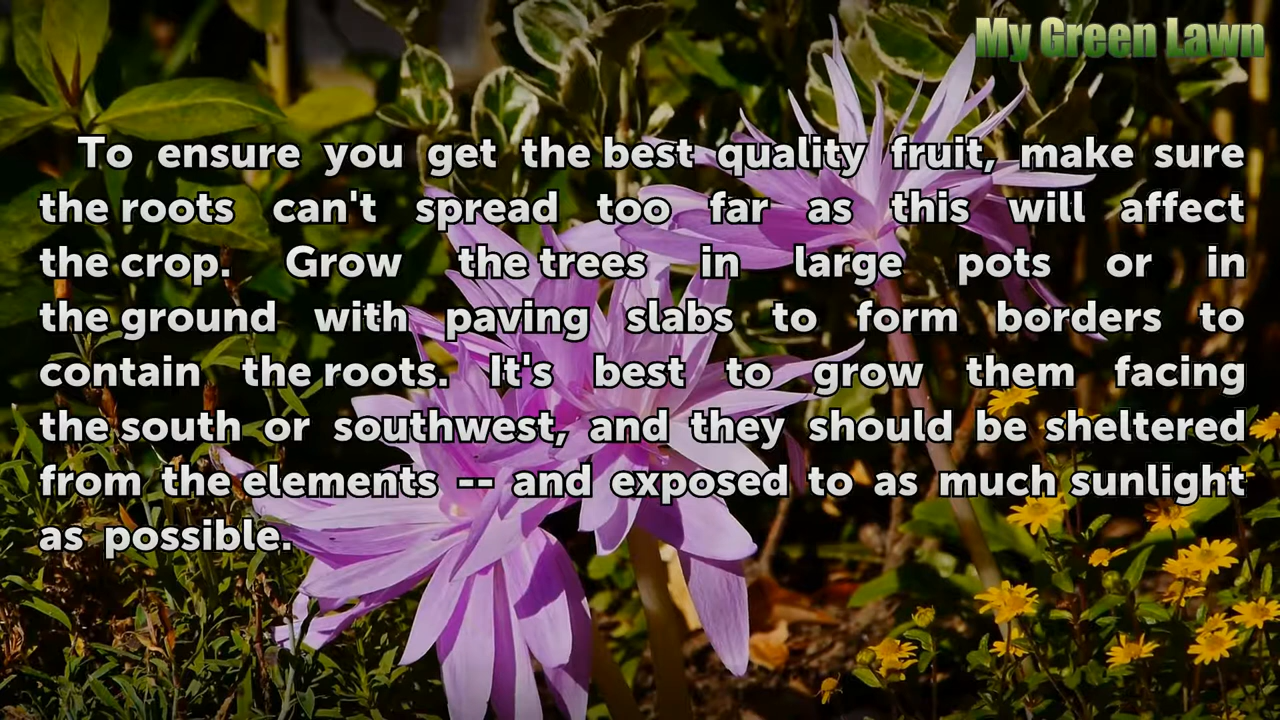 My Green Lawn
To ensure you get the best quality fruit, make sure
the roots can't spread too far as this will affect
the crop. Grow the trees in large pots or in
the ground with paving slabs to form borders to
contain the roots. It's best to grow them facing
the south or southwest, and they should be sheltered
from the elements -- and exposed to as much sunlight
as possible.